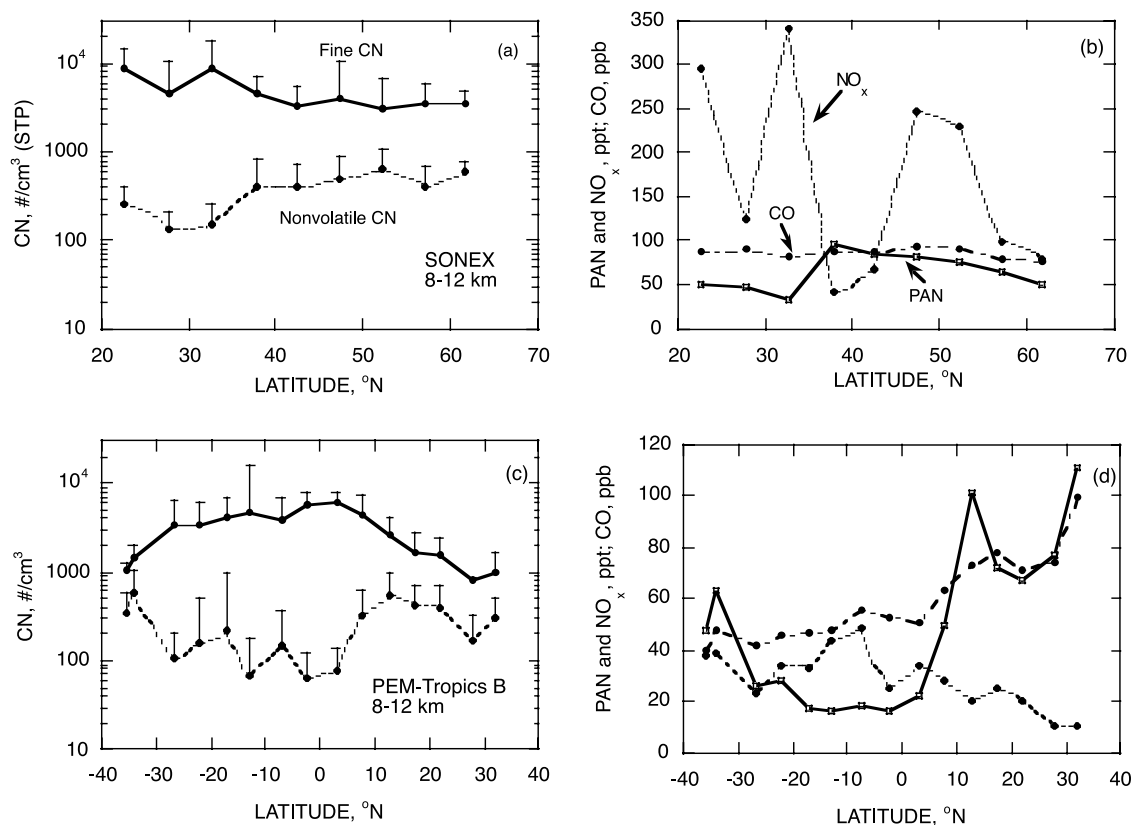 (a)
Fine CN
Nonvolatile CN
SONEX
8-12 km
CN, #/cm³ (STP)
10⁴
1000
100
10
20 30 40 50 60 70
LATITUDE, °N
(b)
NOₓ
CO
PAN
PAN and NOₓ, ppt; CO, ppb
350
300
250
200
150
100
50
0
20 30 40 50 60 70
LATITUDE, °N
(c)
PEM-Tropics B
8-12 km
CN, #/cm³
10⁴
1000
100
10
-40 -30 -20 -10 0 10 20 30 40
LATITUDE, °N
(d)
PAN and NOₓ, ppt; CO, ppb
120
100
80
60
40
20
0
-40 -30 -20 -10 0 10 20 30 40
LATITUDE, °N